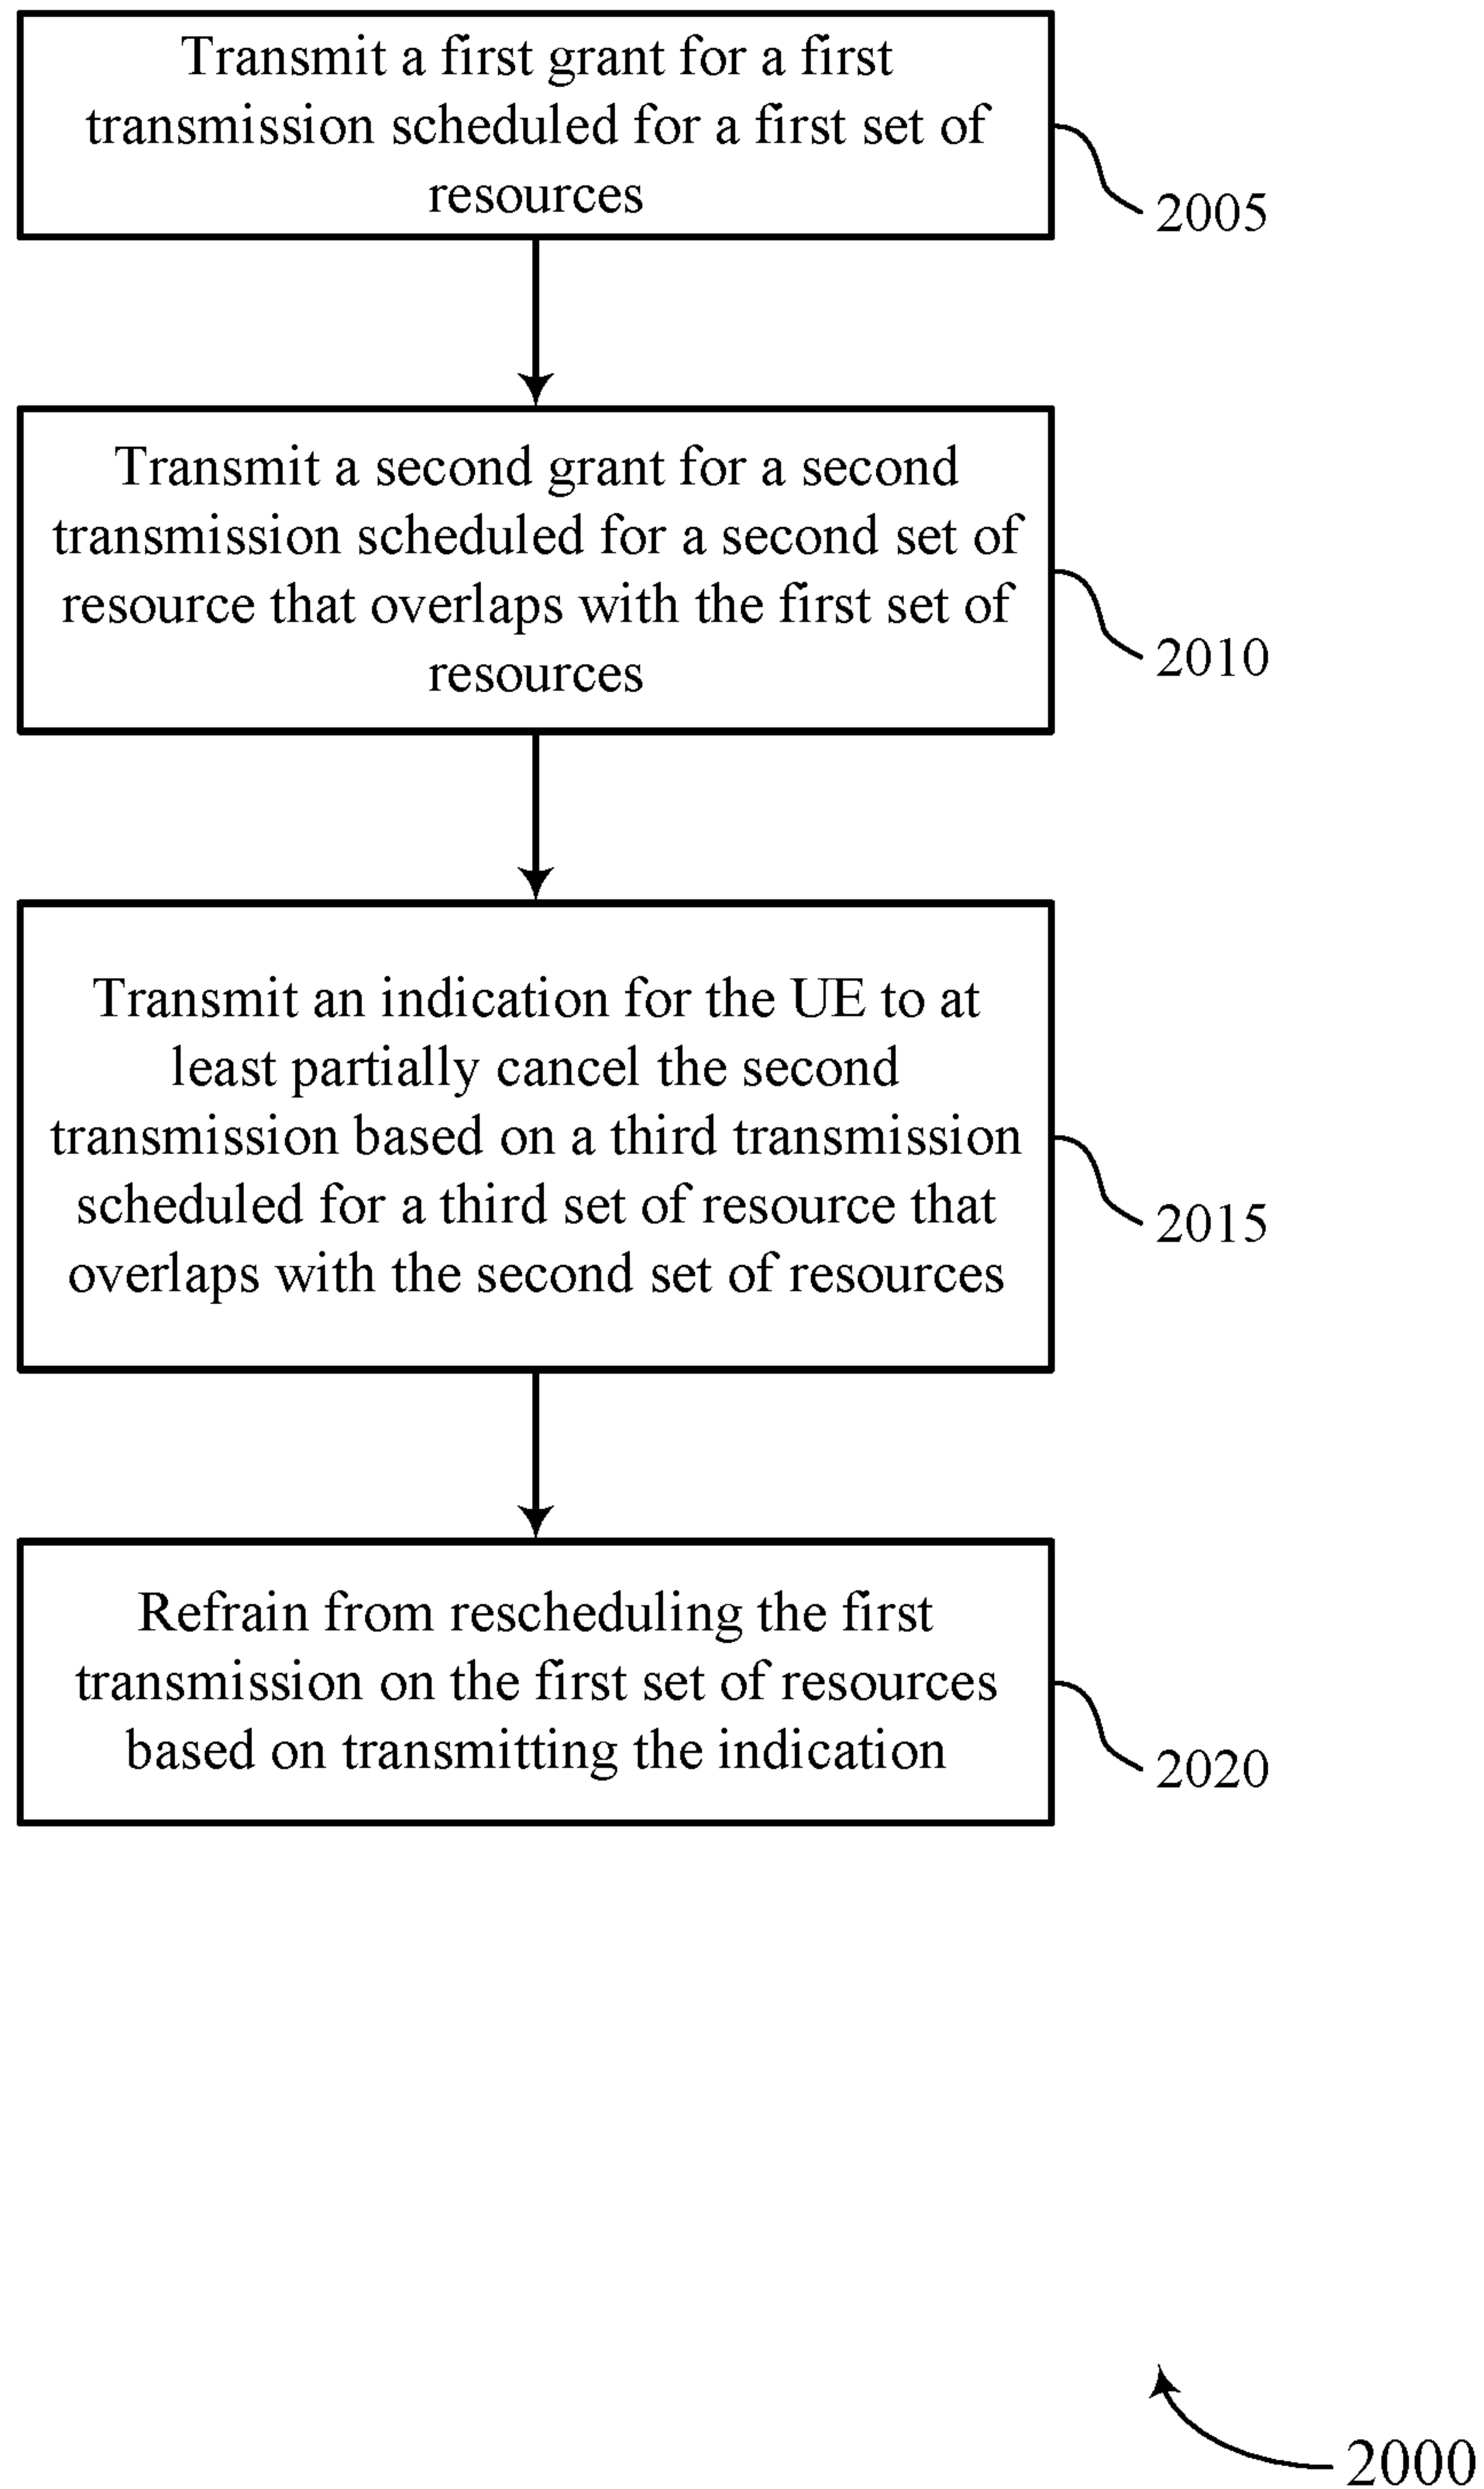 Transmit a first grant for a first
transmission scheduled for a first set of
resources
2005
Transmit a second grant for a second
transmission scheduled for a second set of
resource that overlaps with the first set of
resources
2010
Transmit an indication for the UE to at
least partially cancel the second
transmission based on a third transmission
scheduled for a third set of resource that
overlaps with the second set of resources
2015
Refrain from rescheduling the first
transmission on the first set of resources
based on transmitting the indication
2020
2000